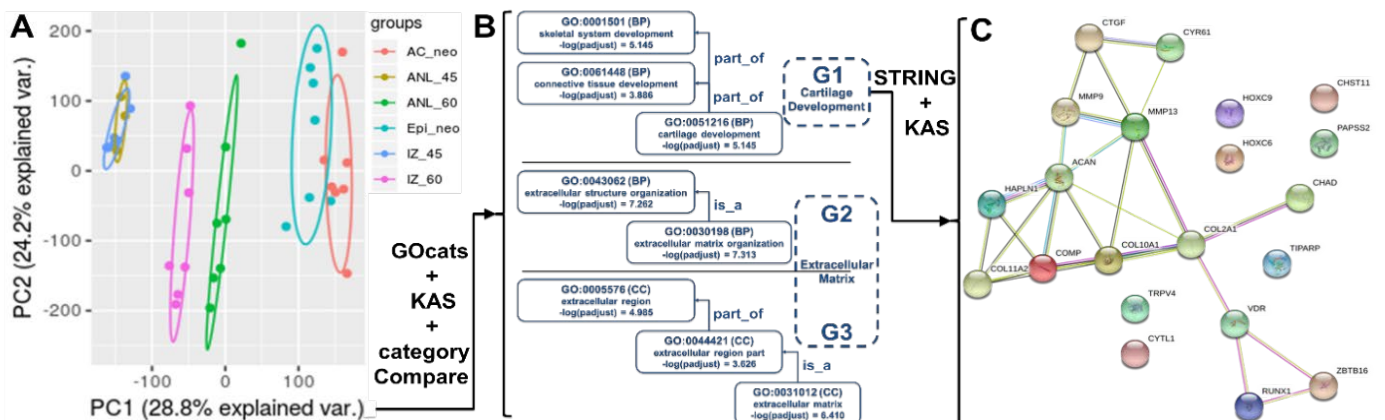 A
groups
AC_neo
ANL_45
ANL_60
Epi_neo
IZ_45
IZ_60
200
100
0
-100
-200
PC2 (24.2% explained var.)
-100
0
100
PC1 (28.8% explained var.)
GOcats
+
KAS
+
category
Compare
B
GO:0001501 (BP)
skeletal system development
-log(padjust) = 5.145
part_of
GO:0061448 (BP)
connective tissue development
-log(padjust) = 3.886
part_of
GO:0051216 (BP)
cartilage development
-log(padjust) = 5.145
G1
Cartilage
Development
GO:0043062 (BP)
extracellular structure organization
-log(padjust) = 7.262
is_a
GO:0030198 (BP)
extracellular matrix organization
-log(padjust) = 7.313
G2
Extracellular
Matrix
G3
GO:0005576 (CC)
extracellular region
-log(padjust) = 4.985
part_of
GO:0044421 (CC)
extracellular region part
-log(padjust) = 3.626
is_a
GO:0031012 (CC)
extracellular matrix
-log(padjust) = 6.410
STRING
+
KAS
C
CTGF
CYR61
MMP9
MMP13
HOXC9
CHST11
PAPSS2
HOXC6
ACAN
HAPLN1
CHAD
COL2A1
COL11A2
COMP
COL10A1
TIPARP
TRPV4
VDR
CYTL1
ZBTB16
RUNX1